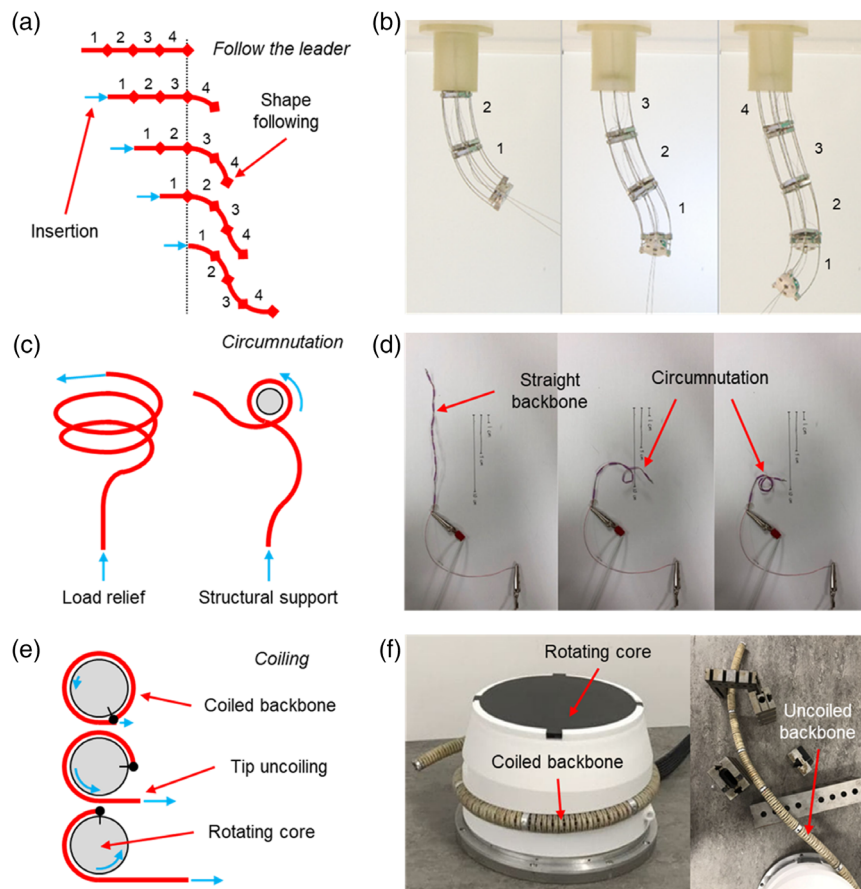 (a)
1 2 3 4
Follow the leader
1 2 3 4
Shape
following
1 2 3 4
1 2 3 4
Insertion
1 2 3 4
(b)
2
1
3
2
1
4
3
2
1
(c)
Circumnutation
Load relief
Structural support
(d)
Straight
backbone
Circumnutation
(e)
Coiling
Coiled backbone
Tip uncoiling
Rotating core
(f)
Rotating core
Coiled backbone
Uncoiled
backbone